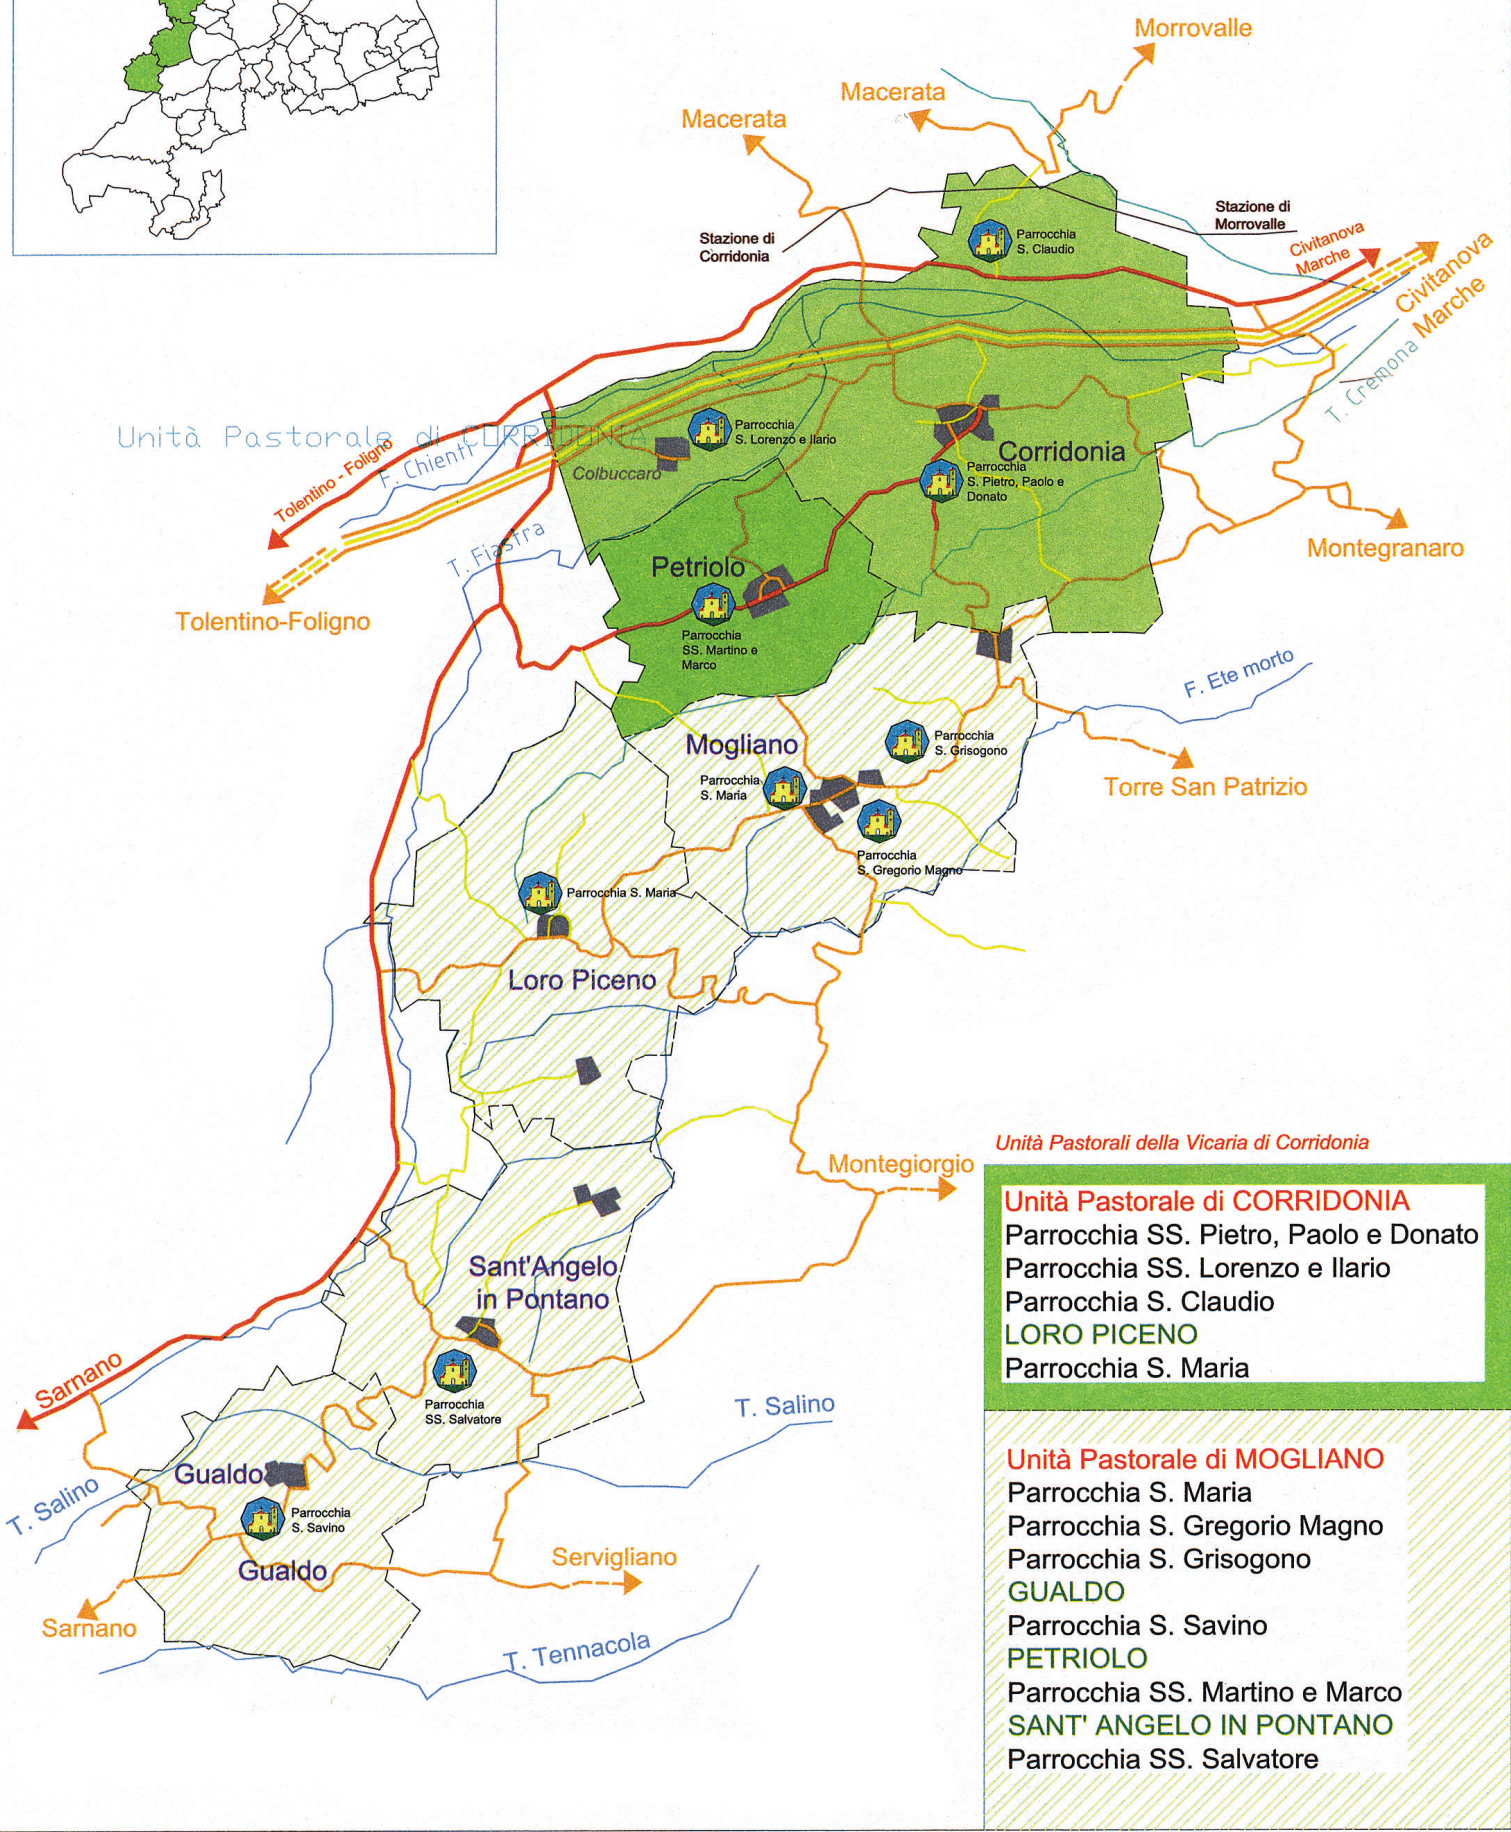 Morrovalle
Macerata
Macerata
Stazione di
Morrovalle
Stazione di
Corridonia
Parrocchia
S. Claudio
Civitanova
Marche
Civitanova
Marche
T. Cremona
Unità Pastorale di CORRIDONIA
Tolentino - Foligno
F. Chienti
Parrocchia
S. Lorenzo e Ilario
Colbuccaro
Corridonia
Parrocchia
S. Pietro, Paolo e
Donato
T. Fiastra
Montegranaro
Petriolo
Tolentino-Foligno
Parrocchia
SS. Martino e
Marco
F. Ete morto
Mogliano
Parrocchia
S. Grisogono
Parrocchia
S. Maria
Torre San Patrizio
Parrocchia
S. Gregorio Magno
Parrocchia S. Maria
Loro Piceno
Montegiorgio
Sant'Angelo
in Pontano
Sarnano
Parrocchia
SS. Salvatore
T. Salino
Gualdo
T. Salino
Parrocchia
S. Savino
Gualdo
Servigliano
Sarnano
T. Tennacola
Unità Pastorali della Vicaria di Corridonia
Unità Pastorale di CORRIDONIA
Parrocchia SS. Pietro, Paolo e Donato
Parrocchia SS. Lorenzo e Ilario
Parrocchia S. Claudio
LORO PICENO
Parrocchia S. Maria
Unità Pastorale di MOGLIANO
Parrocchia S. Maria
Parrocchia S. Gregorio Magno
Parrocchia S. Grisogono
GUALDO
Parrocchia S. Savino
PETRIOLO
Parrocchia SS. Martino e Marco
SANT' ANGELO IN PONTANO
Parrocchia SS. Salvatore